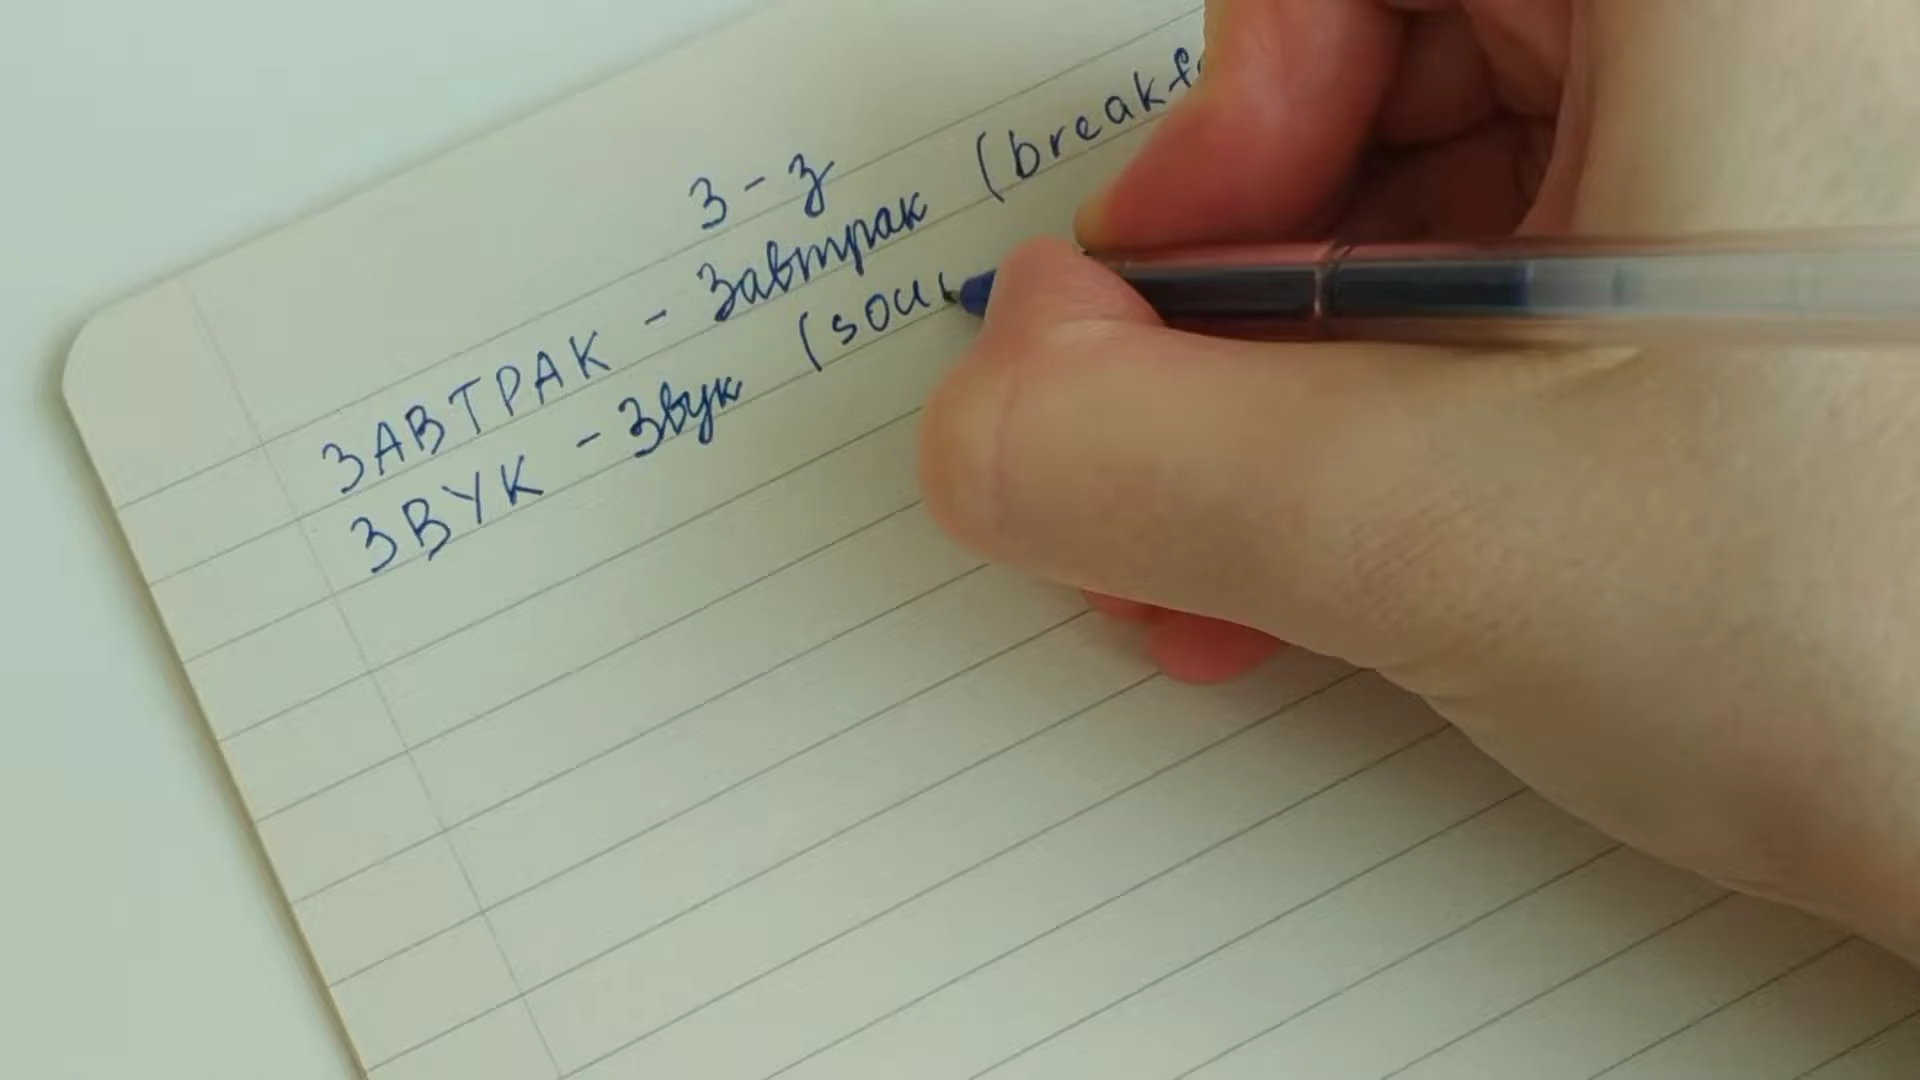 З - з
ЗАВТРАК - Завтрак (breakf
ЗВУК - Звук (sou